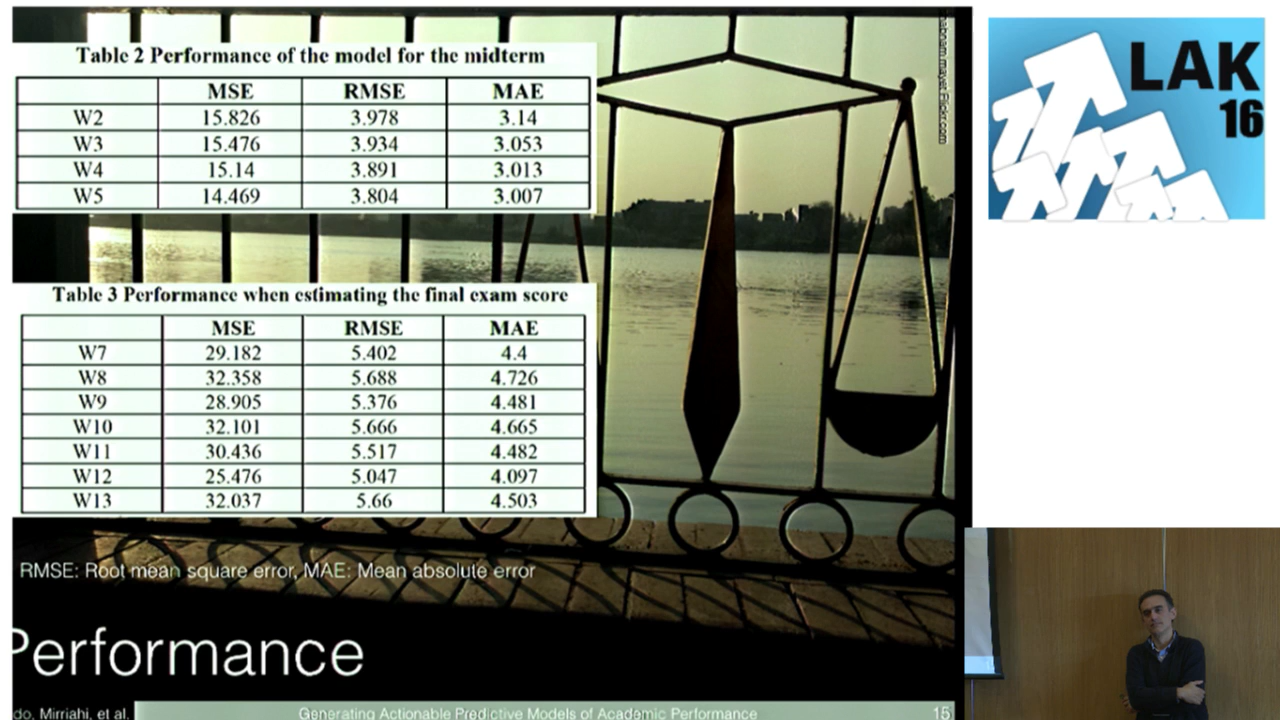 Table 2 Performance of the model for the midterm
MSE RMSE MAE
W2 15.826 3.978 3.14
W3 15.476 3.934 3.053
W4 15.14 3.891 3.013
W5 14.469 3.804 3.007
Table 3 Performance when estimating the final exam score
MSE RMSE MAE
W7 29.182 5.402 4.4
W8 32.358 5.688 4.726
W9 28.905 5.376 4.481
W10 32.101 5.666 4.665
W11 30.436 5.517 4.482
W12 25.476 5.047 4.097
W13 32.037 5.66 4.503
RMSE: Root mean square error, MAE: Mean absolute error
Performance
do, Mirriahi, et al.
Generating Actionable Predictive Models of Academic Performance
15
LAK
16